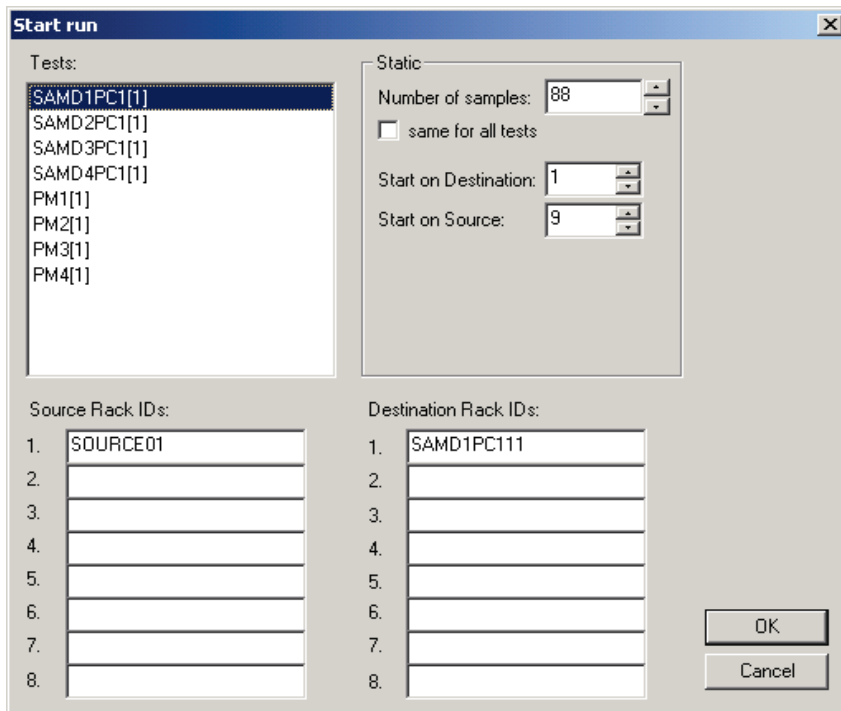 Start run
Tests:
SAMD1PC1[1]
SAMD2PC1[1]
SAMD3PC1[1]
SAMD4PC1[1]
PM1[1]
PM2[1]
PM3[1]
PM4[1]
Static
Number of samples: 88
same for all tests
Start on Destination: 1
Start on Source: 9
Source Rack IDs:
1. SOURCE01
2.
3.
4.
5.
6.
7.
8.
Destination Rack IDs:
1. SAMD1PC111
2.
3.
4.
5.
6.
7.
8.
OK
Cancel